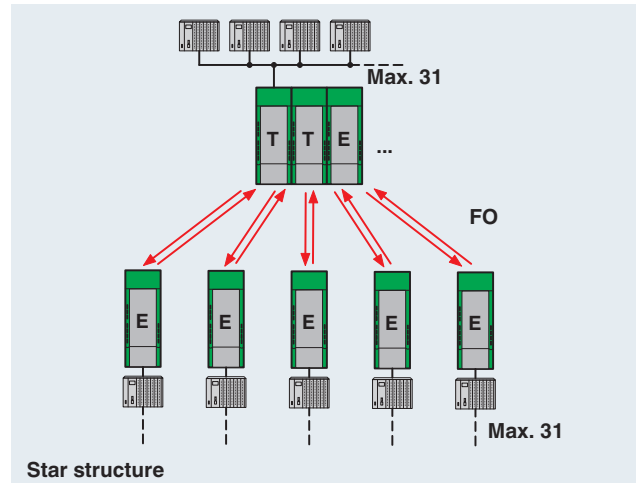 Max. 31
T T E ...
FO
E E E E E
Max. 31
Star structure